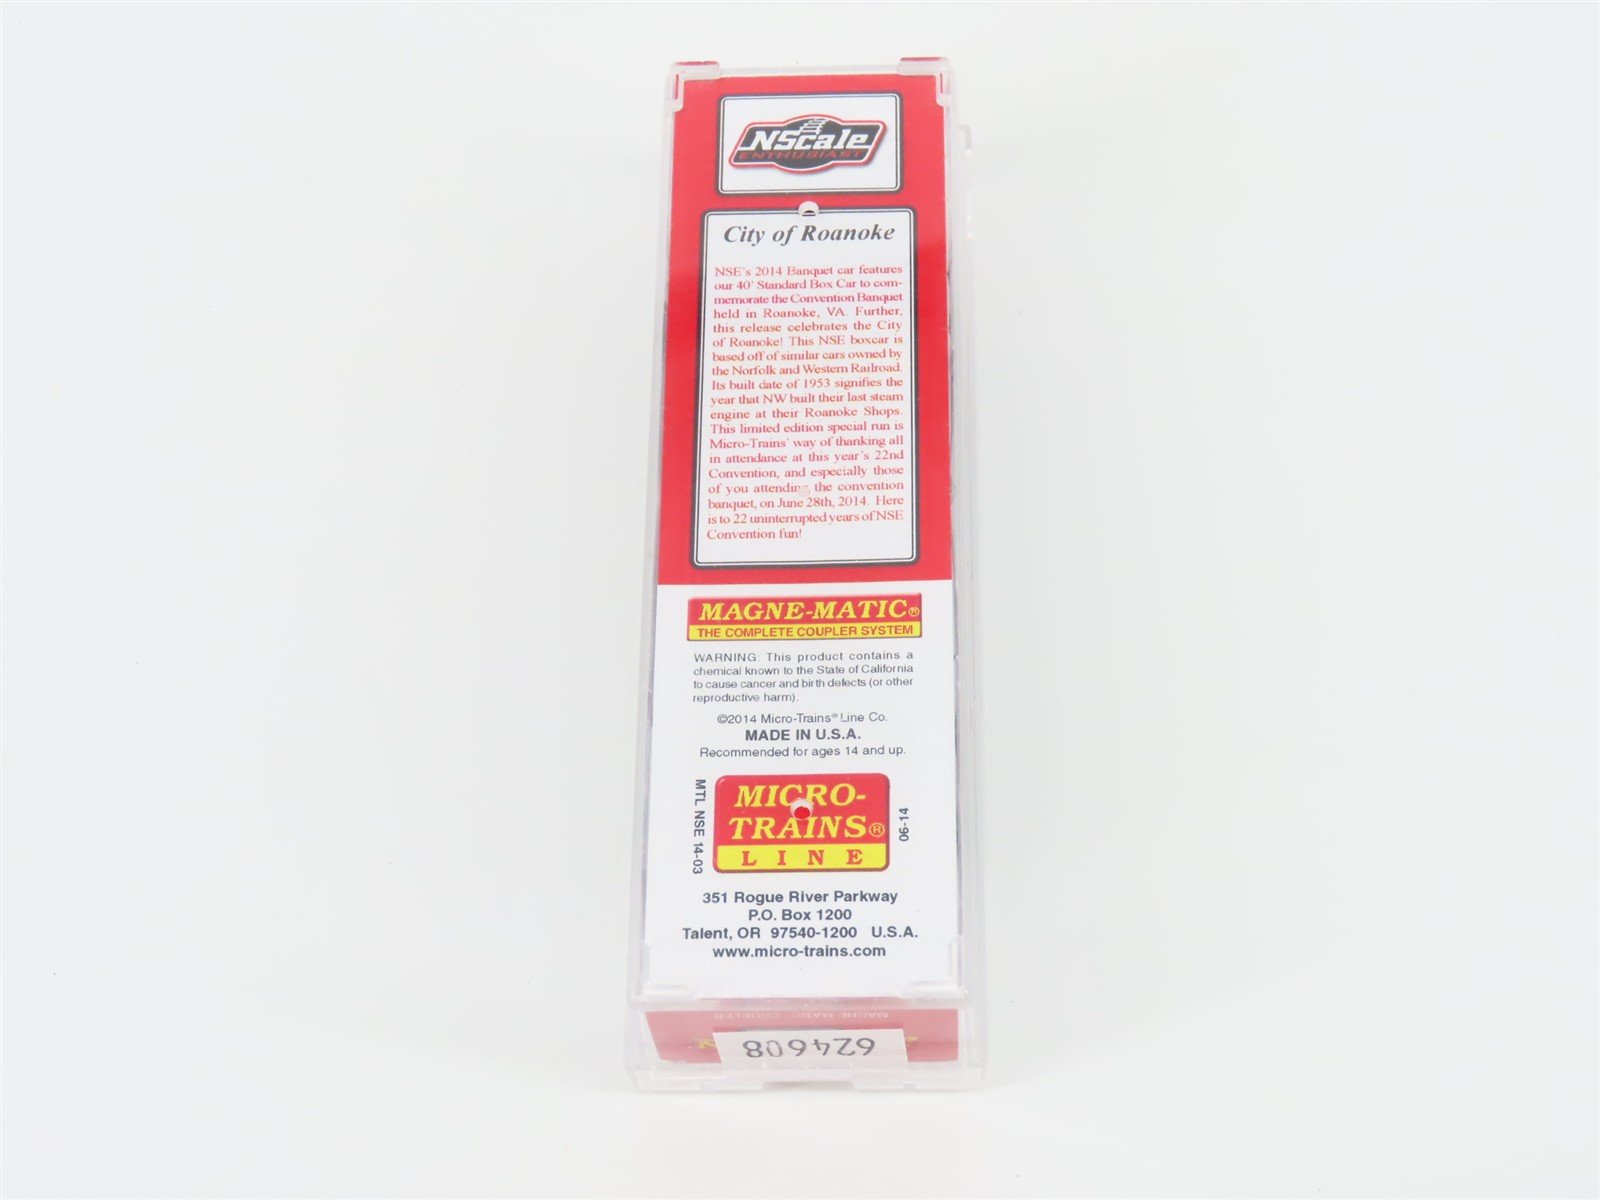 NScale
ENTHUSIAST
City of Roanoke
NSE's 2014 Banquet car features
our 40' Standard Box Car to com-
memorate the Convention Banquet
held in Roanoke, VA. Further,
this release celebrates the City
of Roanoke! This NSE boxcar is
based off of similar cars owned by
the Norfolk and Western Railroad.
Its built date of 1953 signifies the
year that NW built their last steam
engine at their Roanoke Shops.
This limited edition special run is
Micro-Trains' way of thanking all
in attendance at this year's 22nd
Convention, and especially those
of you attending the convention
banquet, on June 28th, 2014. Here
is to 22 uninterrupted years of NSE
Convention fun!
MAGNE-MATIC®
THE COMPLETE COUPLER SYSTEM
WARNING: This product contains a
chemical known to the State of California
to cause cancer and birth defects (or other
reproductive harm).
©2014 Micro-Trains® Line Co.
MADE IN U.S.A.
Recommended for ages 14 and up.
MTL NSE 14-03
MICRO-
TRAINS®
LINE
06-14
351 Rogue River Parkway
P.O. Box 1200
Talent, OR 97540-1200 U.S.A.
www.micro-trains.com
MAGNE-MATIC COUPLER
624608